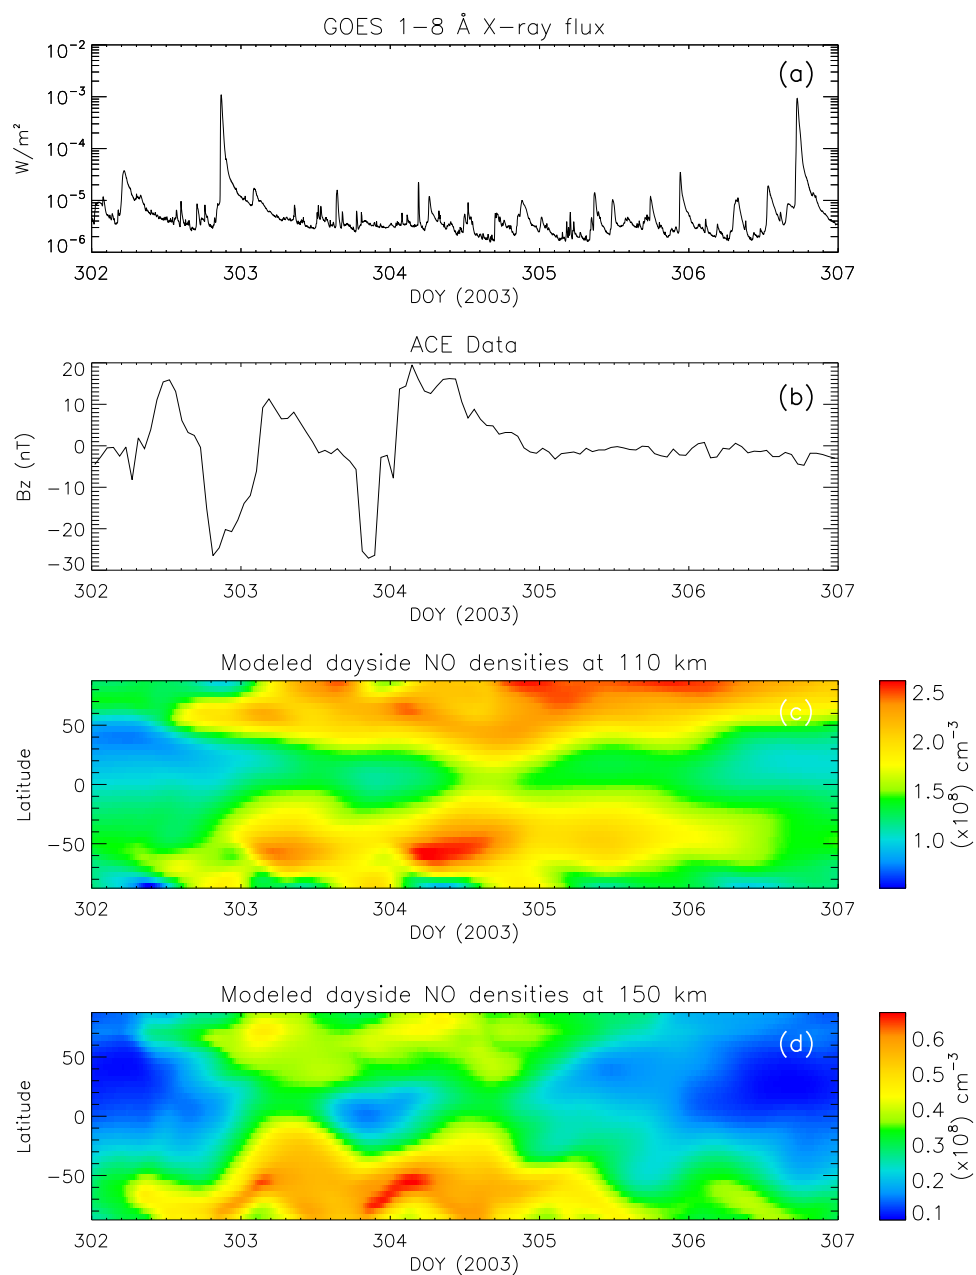 GOES 1−8 Å X−ray flux
(a)
W/m²
10⁻²
10⁻³
10⁻⁴
10⁻⁵
10⁻⁶
302 303 304 305 306 307
DOY (2003)
ACE Data
(b)
Bz (nT)
20
10
0
−10
−20
−30
302 303 304 305 306 307
DOY (2003)
Modeled dayside NO densities at 110 km
(c)
Latitude
50
0
−50
302 303 304 305 306 307
DOY (2003)
2.5
2.0
1.5
1.0
(x10⁸) cm⁻³
Modeled dayside NO densities at 150 km
(d)
Latitude
50
0
−50
302 303 304 305 306 307
DOY (2003)
0.6
0.5
0.4
0.3
0.2
0.1
(x10⁸) cm⁻³